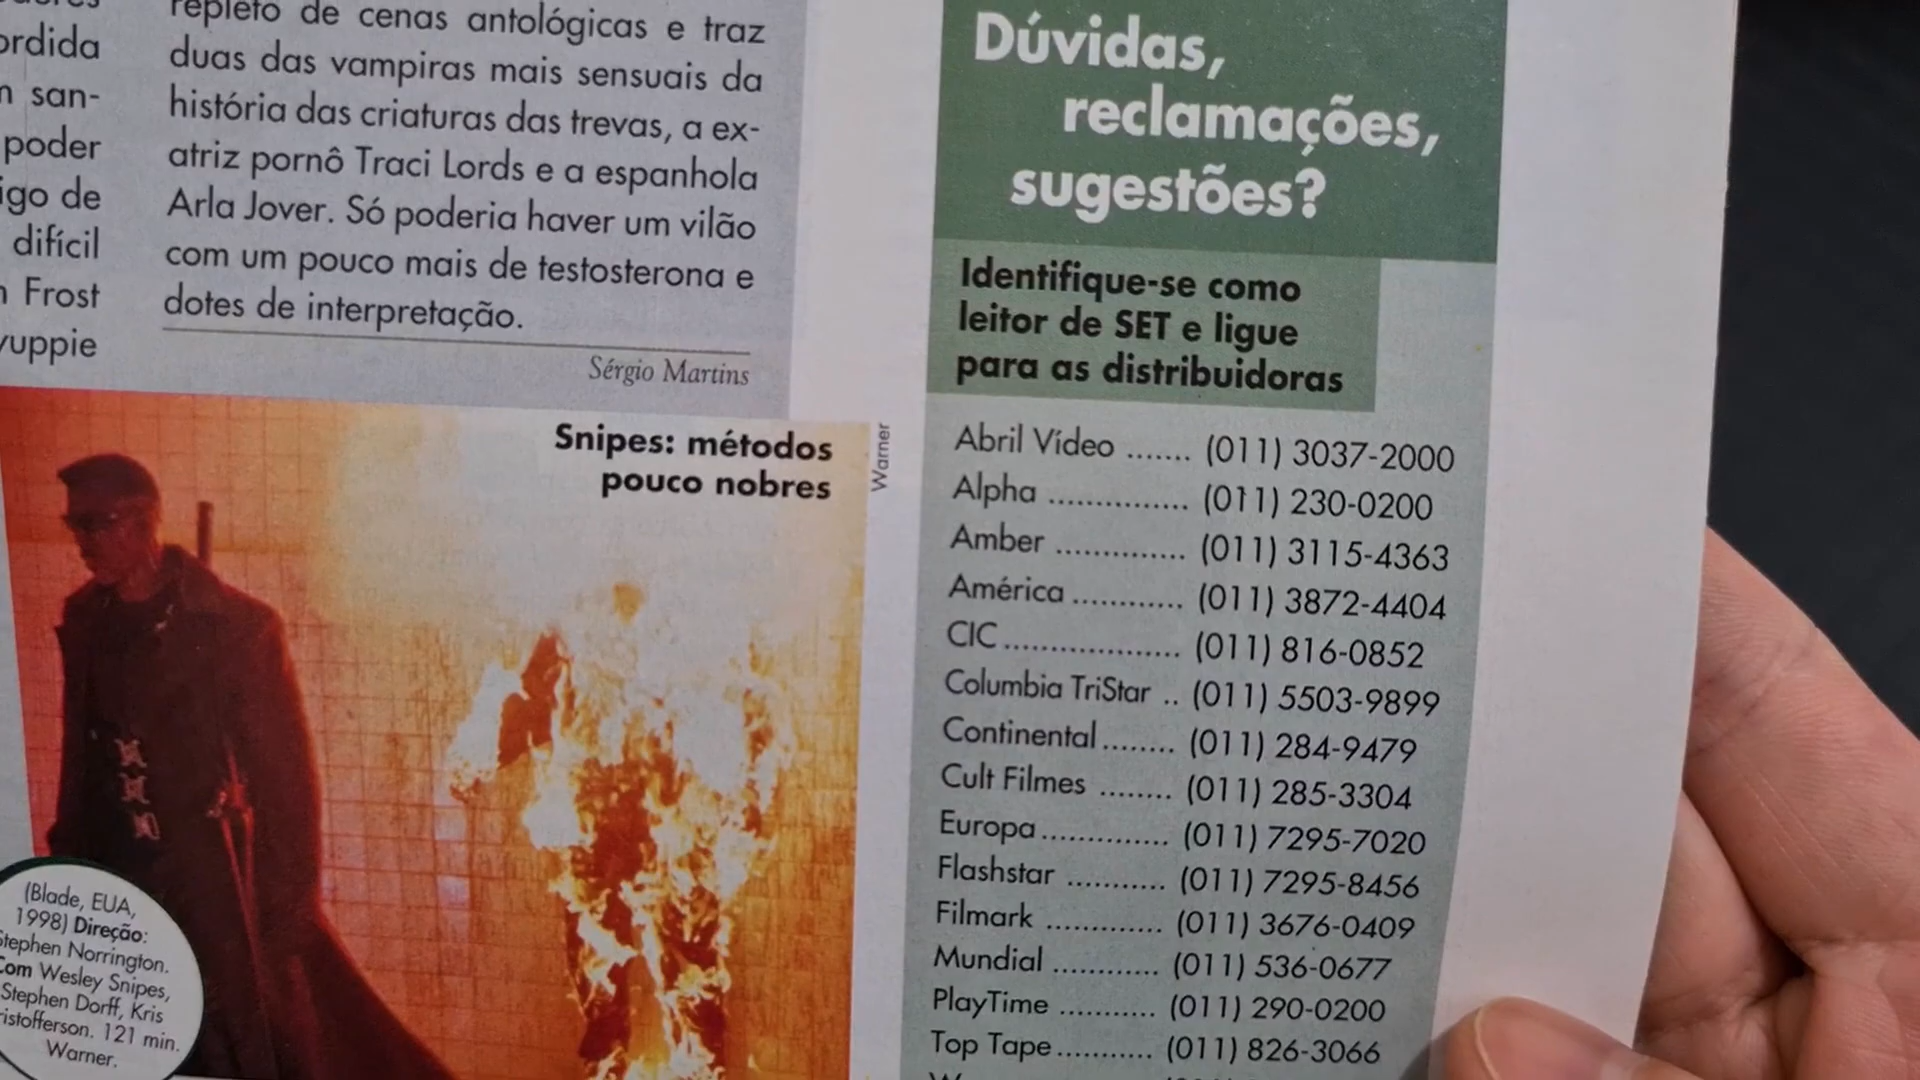 ordida
san-
poder
difícil
Frost
repleto de cenas antológicas e traz
duas das vampiras mais sensuais da
história das criaturas das trevas, a ex-
atriz pornô Traci Lords e a espanhola
Arla Jover. Só poderia haver um vilão
com um pouco mais de testosterona e
dotes de interpretação.
Sérgio Martins
Snipes: métodos
pouco nobres
Warner
(Blade, EUA,
1998) Direção:
Stephen Norrington.
Com Wesley Snipes,
Stephen Dorff, Kris
ristofferson. 121 min.
Warner.
Dúvidas,
reclamações,
sugestões?
Identifique-se como
leitor de SET e ligue
para as distribuidoras
Abril Vídeo ....... (011) 3037-2000
Alpha .............. (011) 230-0200
Amber ............. (011) 3115-4363
América ........... (011) 3872-4404
CIC .................. (011) 816-0852
Columbia TriStar .. (011) 5503-9899
Continental ........ (011) 284-9479
Cult Filmes ........ (011) 285-3304
Europa ............. (011) 7295-7020
Flashstar ........... (011) 7295-8456
Filmark ............. (011) 3676-0409
Mundial ............ (011) 536-0677
PlayTime ........... (011) 290-0200
Top Tape ........... (011) 826-3066